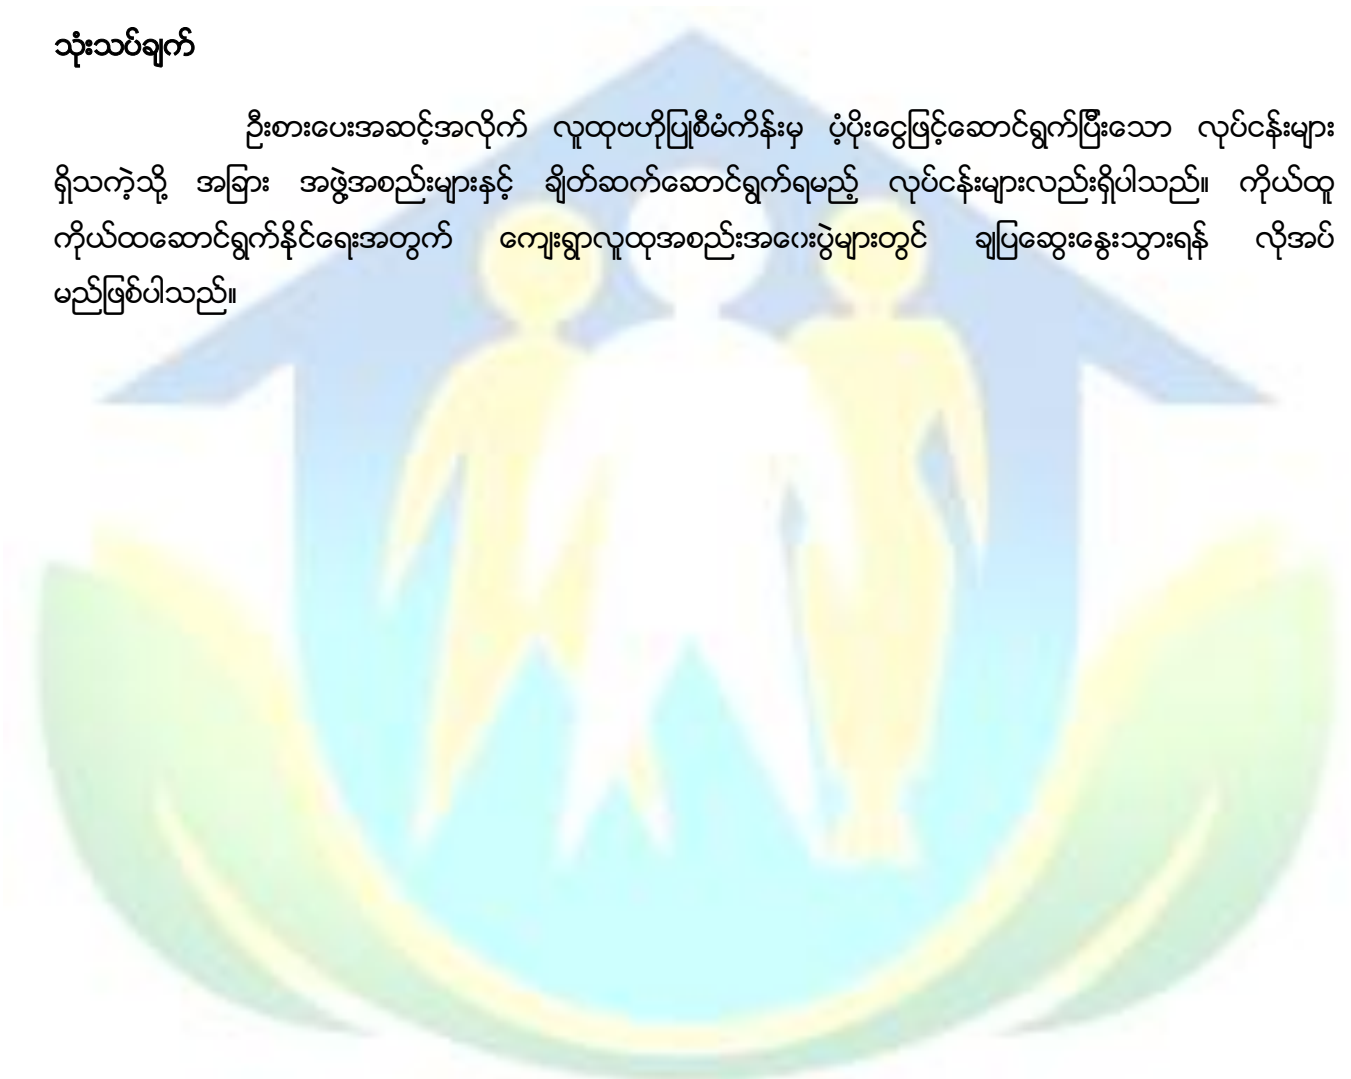 သုံးသပ်ချက်
ဦးစားပေးအဆင့်အလိုက် လူထုဗဟိုပြုစီမံကိန်းမှ ပံ့ပိုးငွေဖြင့်ဆောင်ရွက်ပြီးသော လုပ်ငန်းများ
ရှိသကဲ့သို့ အခြား အဖွဲ့အစည်းများနှင့် ချိတ်ဆက်ဆောင်ရွက်ရမည့် လုပ်ငန်းများလည်းရှိပါသည်။ ကိုယ်ထူ
ကိုယ်ထဆောင်ရွက်နိုင်ရေးအတွက် ကျေးရွာလူထုအစည်းအဝေးပွဲများတွင် ချပြဆွေးနွေးသွားရန် လိုအပ်
မည်ဖြစ်ပါသည်။